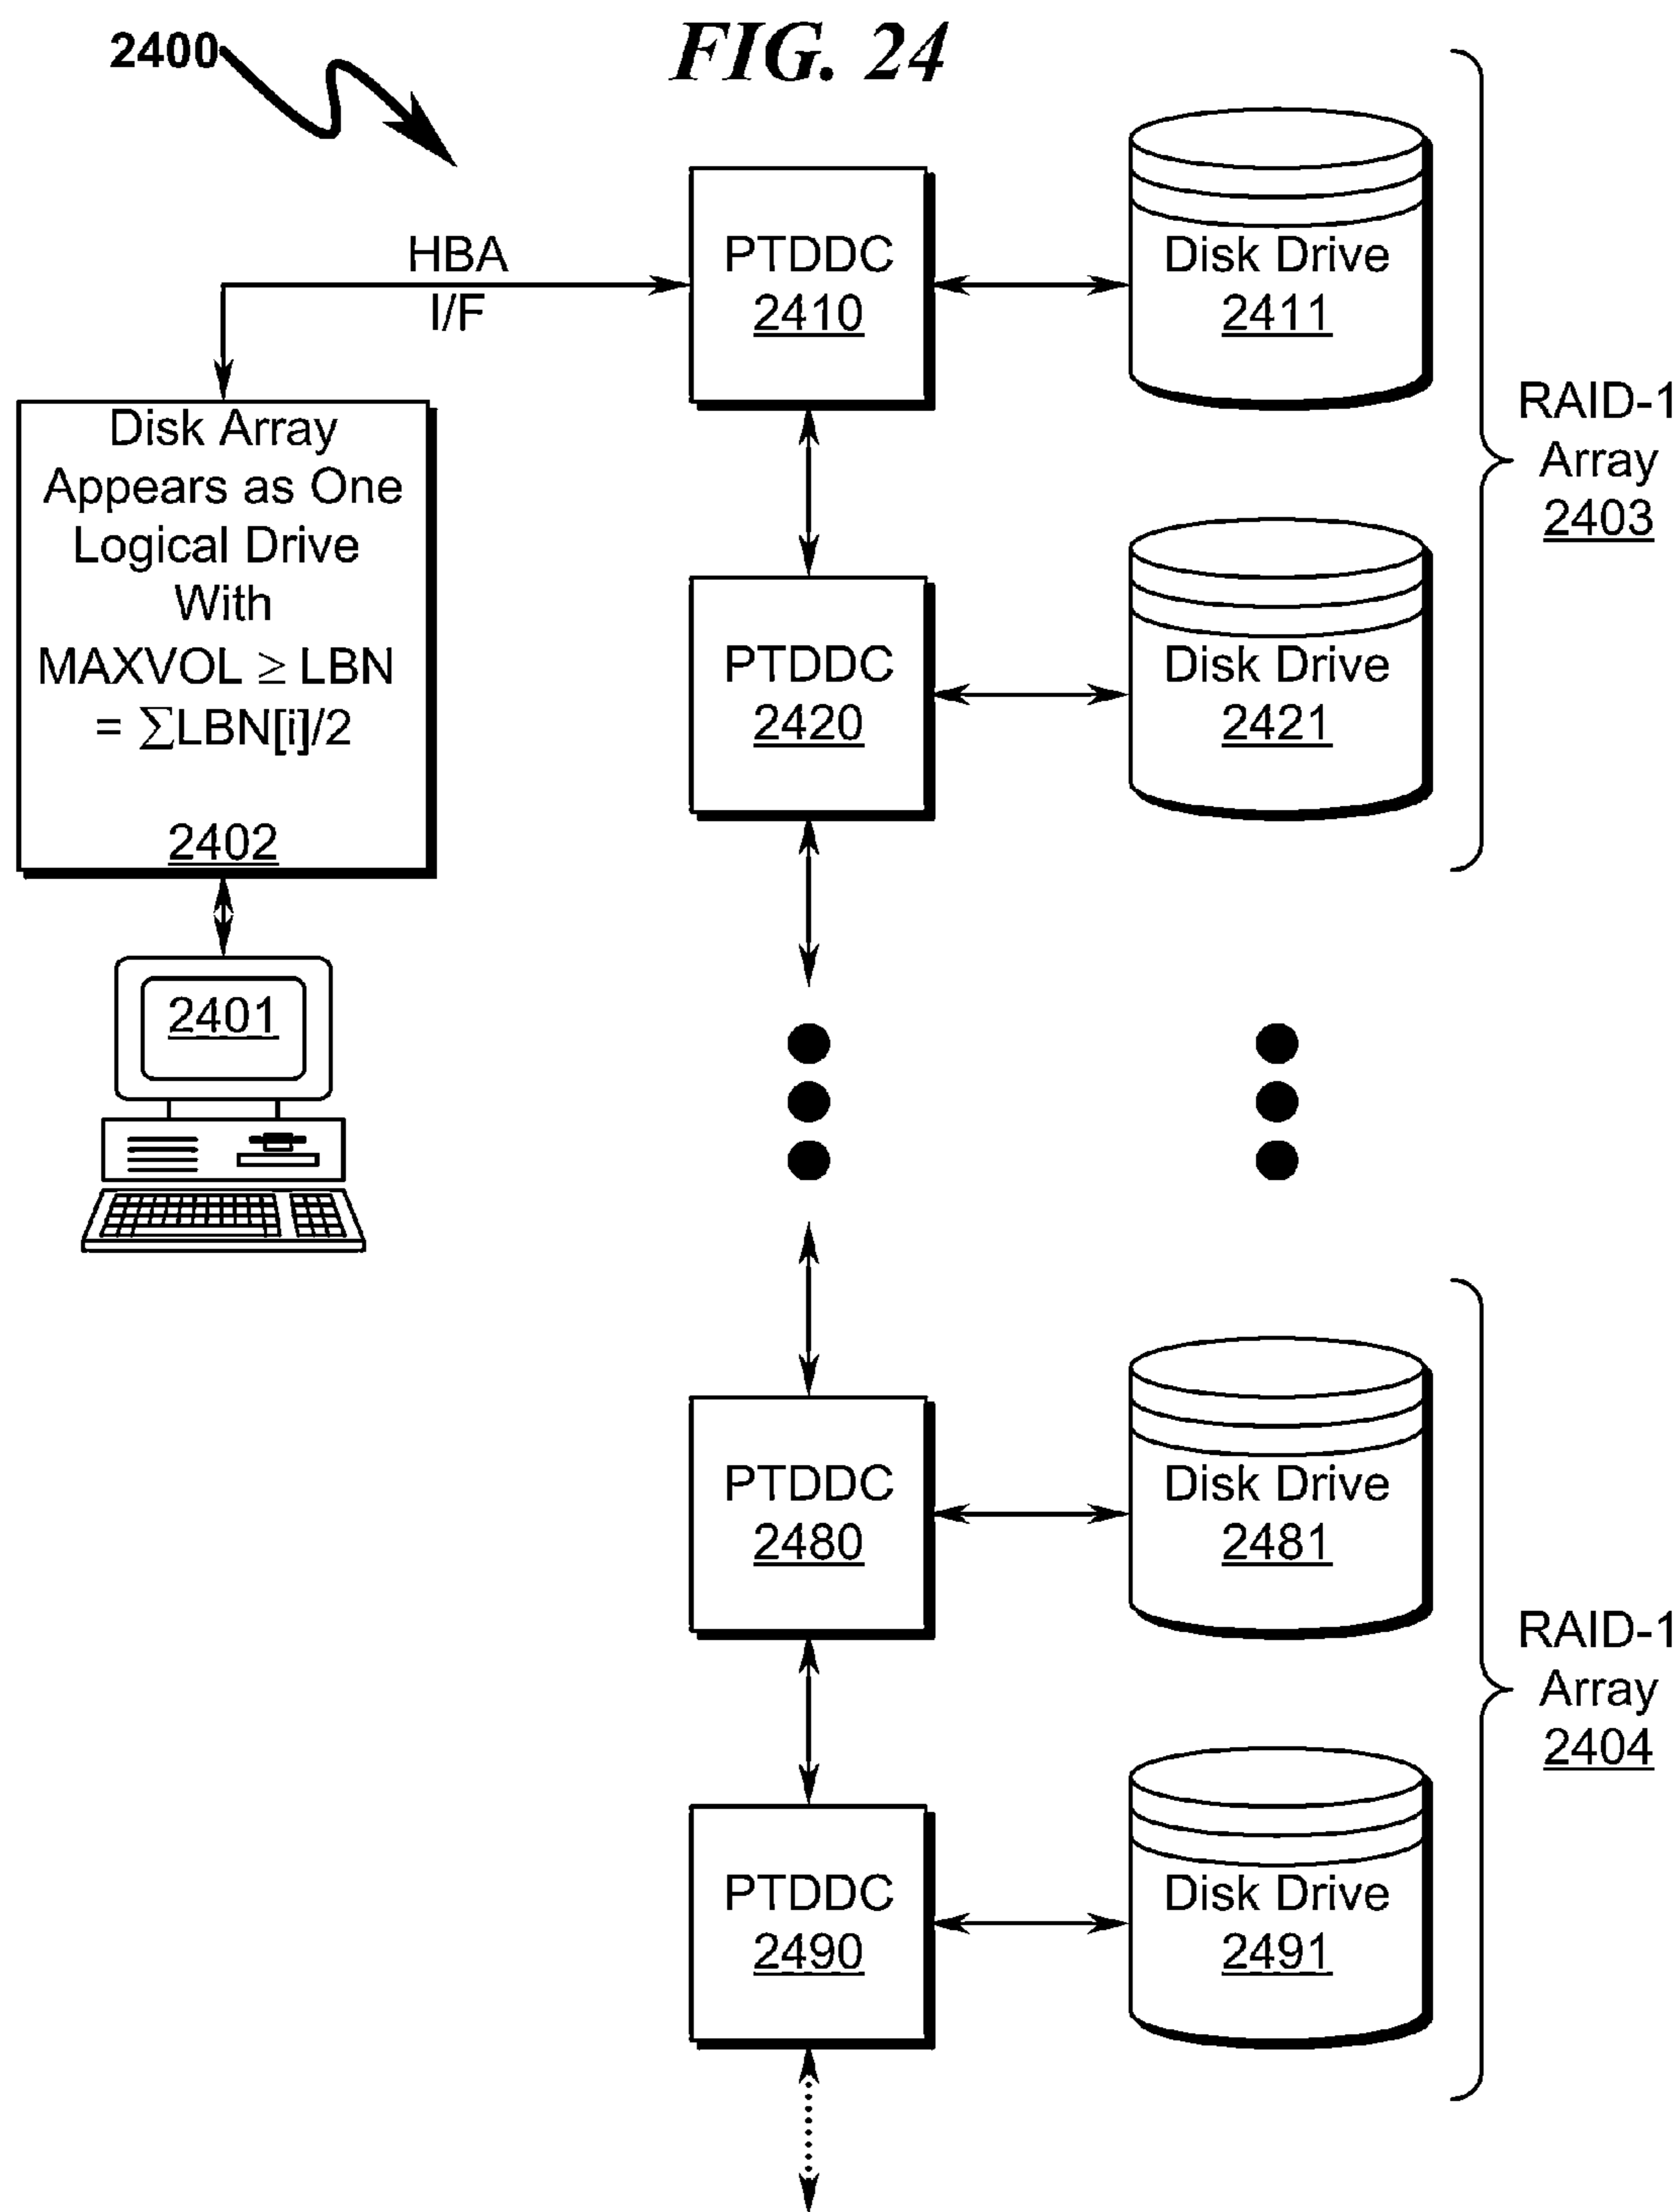 FIG. 24
2400
HBA
I/F
PTDDC
2410
Disk Drive
2411
RAID-1
Array
2403
Disk Array
Appears as One
Logical Drive
With
MAXVOL ≥ LBN
= ∑LBN[i]/2
2402
PTDDC
2420
Disk Drive
2421
2401
PTDDC
2480
Disk Drive
2481
RAID-1
Array
2404
PTDDC
2490
Disk Drive
2491